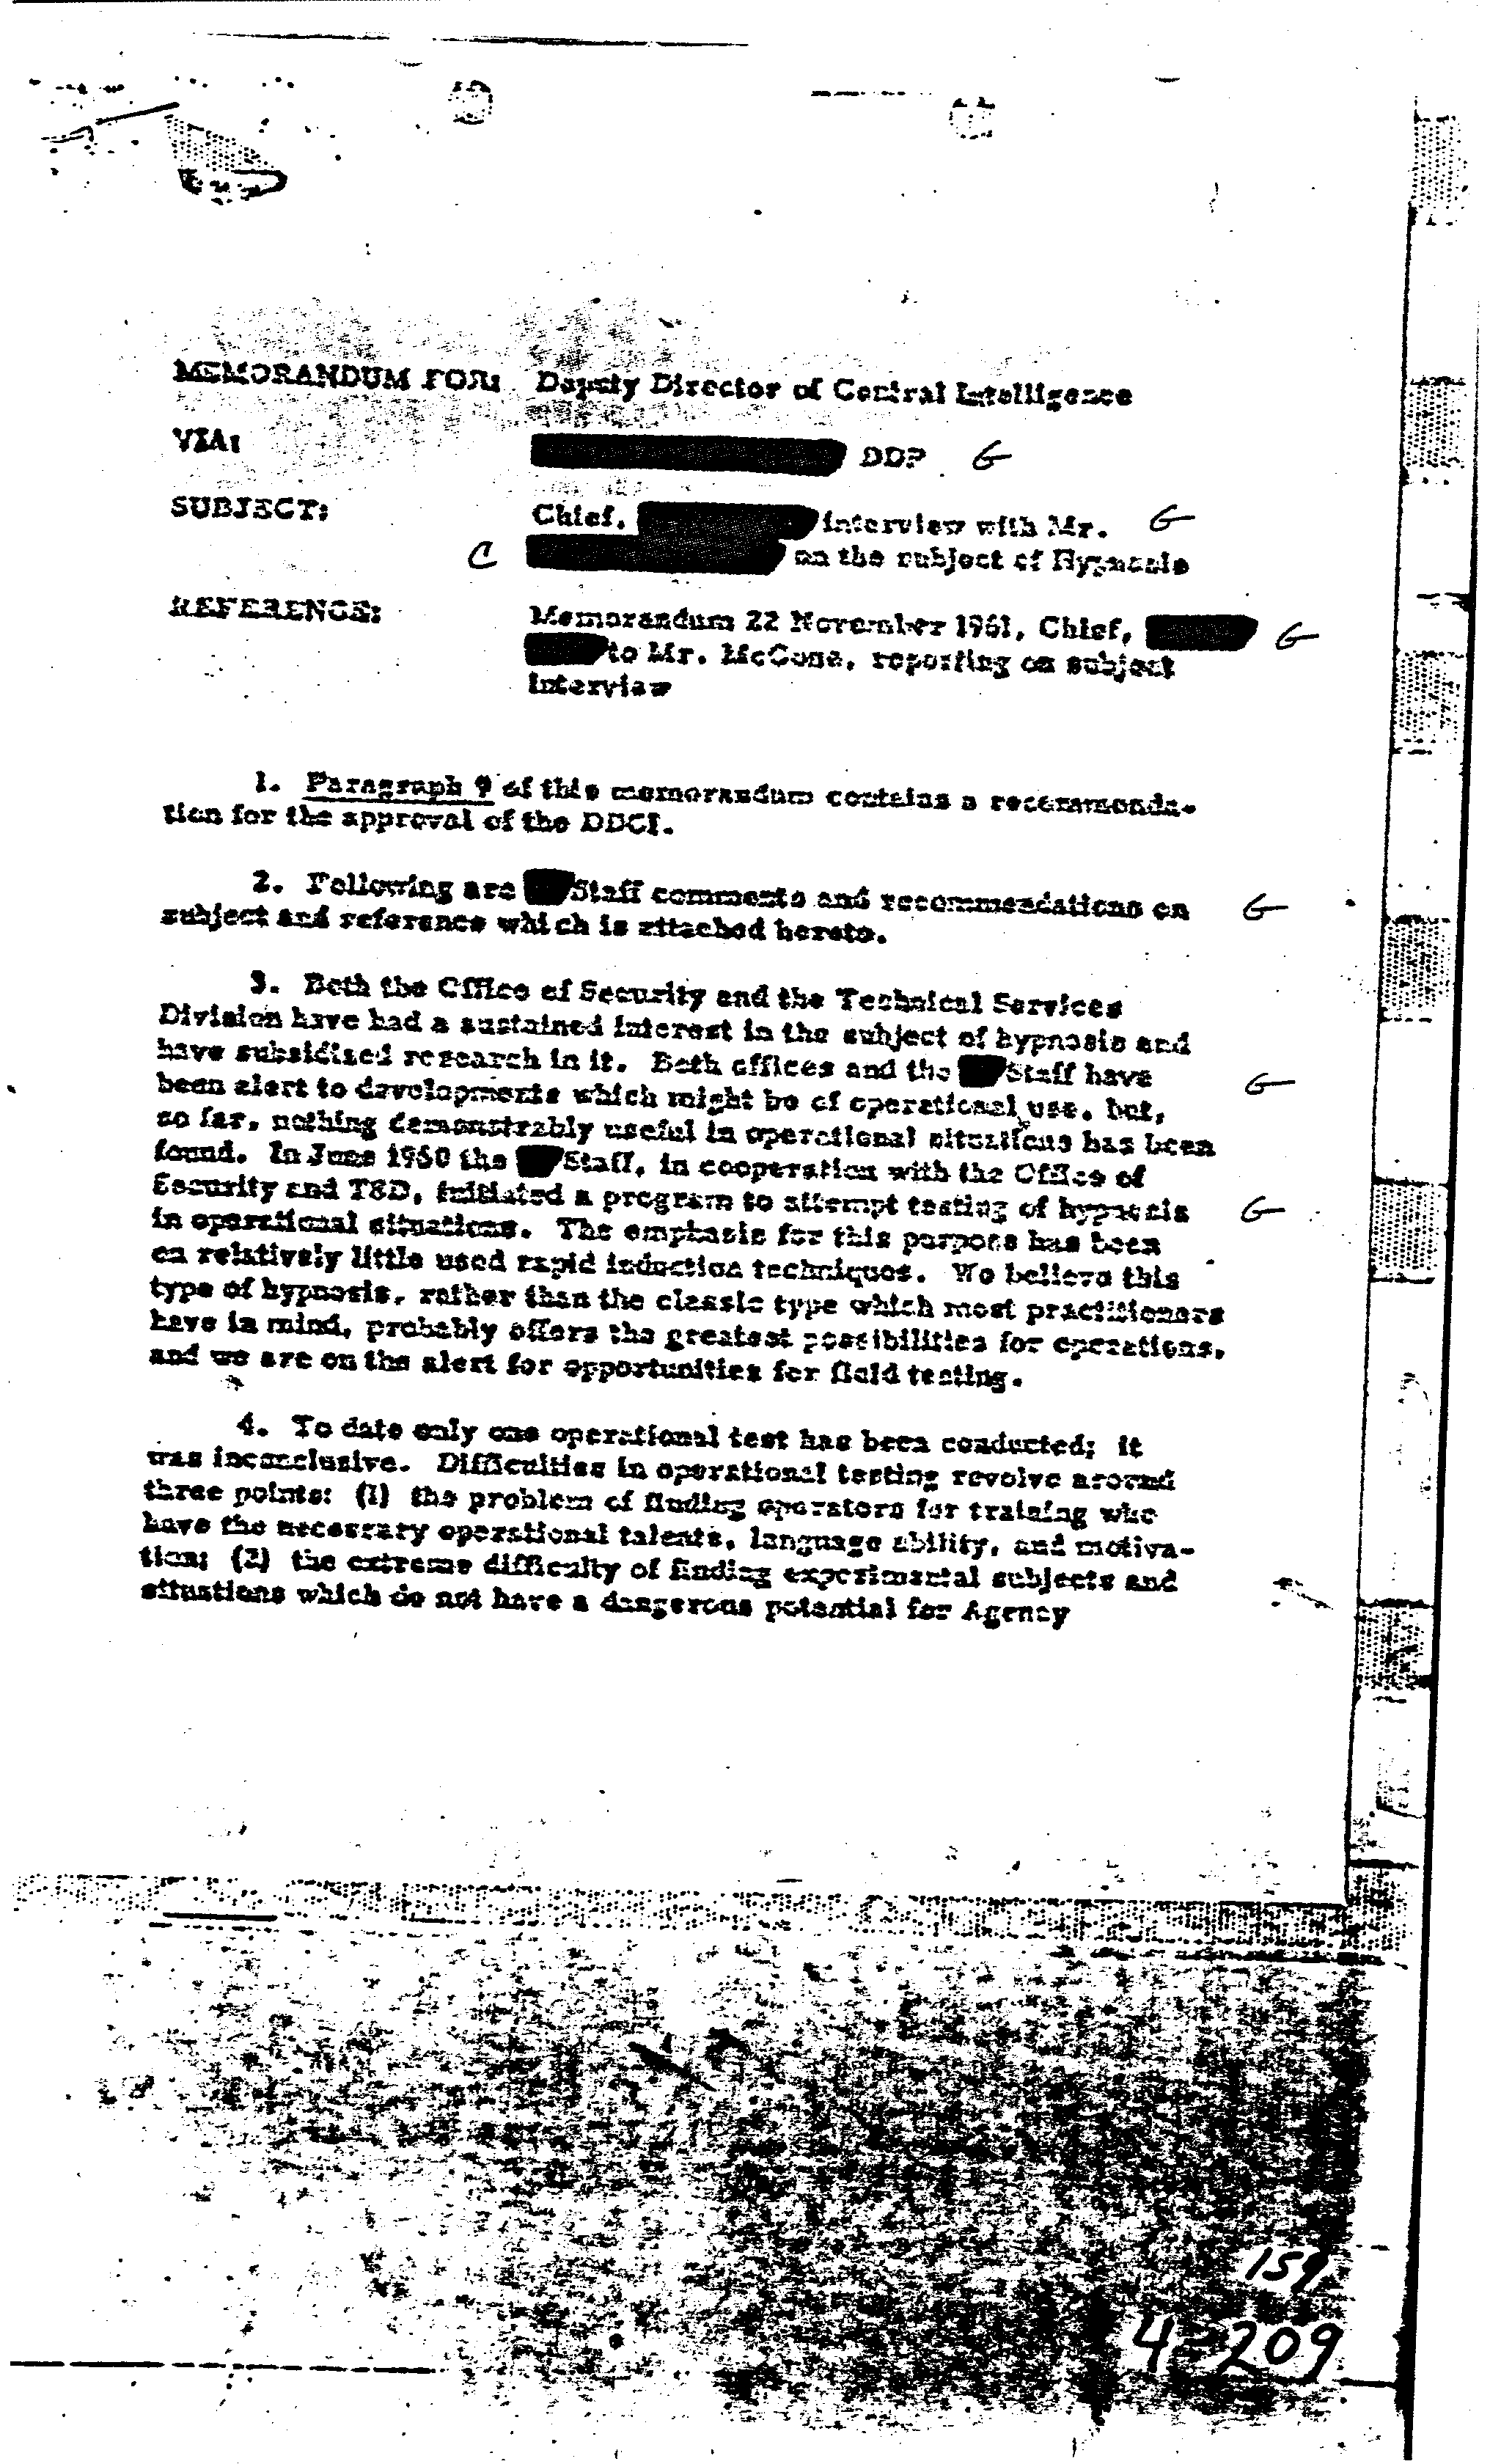 MEMORANDUM FOR: Deputy Director of Central Intelligence
VIA: DDP G
SUBJECT: Chief, interview with Mr. G
C on the subject of Hypnosis
REFERENCE: Memorandum 22 November 1961, Chief, G
to Mr. McCone, reporting on subject
interview
1. Paragraph 9 of this memorandum contains a recommenda-
tion for the approval of the DDCI.
2. Following are Staff comments and recommendations on G
subject and reference which is attached hereto.
3. Both the Office of Security and the Technical Services
Division have had a sustained interest in the subject of hypnosis and
have subsidized research in it. Both offices and the Staff have G
been alert to developments which might be of operational use, but,
so far, nothing demonstrably useful in operational situations has been
found. In June 1960 the Staff, in cooperation with the Office of
Security and TSD, initiated a program to attempt testing of hypnosis G
in operational situations. The emphasis for this purpose has been
on relatively little used rapid induction techniques. We believe this
type of hypnosis, rather than the classic type which most practitioners
have in mind, probably offers the greatest possibilities for operations,
and we are on the alert for opportunities for field testing.
4. To date only one operational test has been conducted; it
was inconclusive. Difficulties in operational testing revolve around
three points: (1) the problem of finding operators for training who
have the necessary operational talents, language ability, and motiva-
tion; (2) the extreme difficulty of finding experimental subjects and
situations which do not have a dangerous potential for Agency
159
4-209